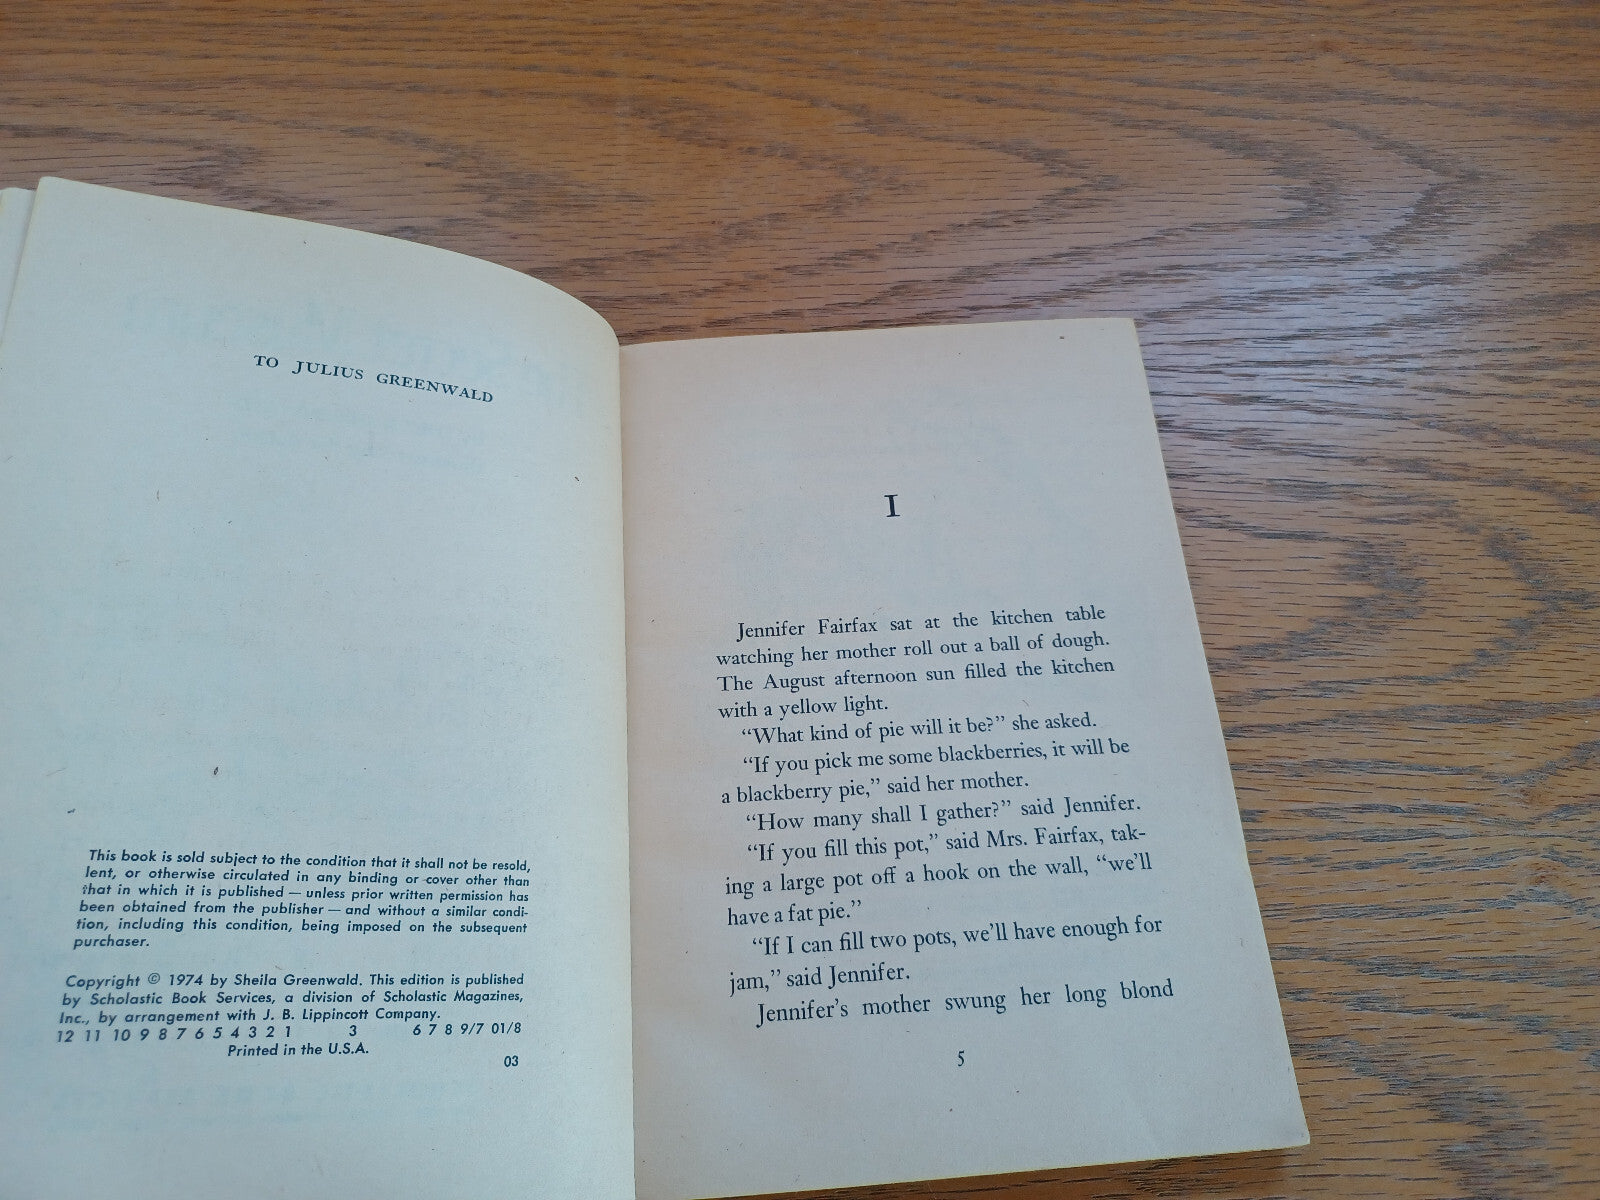 TO JULIUS GREENWALD
This book is sold subject to the condition that it shall not be resold,
lent, or otherwise circulated in any binding or cover other than
that in which it is published — unless prior written permission has
been obtained from the publisher — and without a similar condi-
tion, including this condition, being imposed on the subsequent
purchaser.
Copyright © 1974 by Sheila Greenwald. This edition is published
by Scholastic Book Services, a division of Scholastic Magazines,
Inc., by arrangement with J. B. Lippincott Company.
12 11 10 9 8 7 6 5 4 3 2 1 3 6 7 8 9/7 01/8
Printed in the U.S.A.
03
I
Jennifer Fairfax sat at the kitchen table
watching her mother roll out a ball of dough.
The August afternoon sun filled the kitchen
with a yellow light.
“What kind of pie will it be?” she asked.
“If you pick me some blackberries, it will be
a blackberry pie,” said her mother.
“How many shall I gather?” said Jennifer.
“If you fill this pot,” said Mrs. Fairfax, tak-
ing a large pot off a hook on the wall, “we’ll
have a fat pie.”
“If I can fill two pots, we’ll have enough for
jam,” said Jennifer.
Jennifer’s mother swung her long blond
5